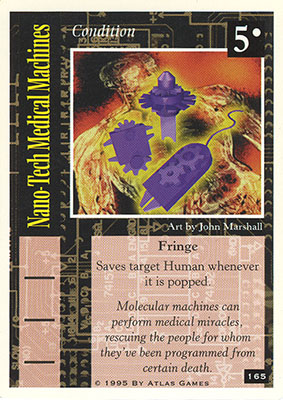 Condition
5•
Nano-Tech Medical Machines
Art by John Marshall
Fringe
Saves target Human whenever
it is popped.
Molecular machines can
perform medical miracles,
rescuing the people for whom
they've been programmed from
certain death.
165
© 1995 By Atlas Games